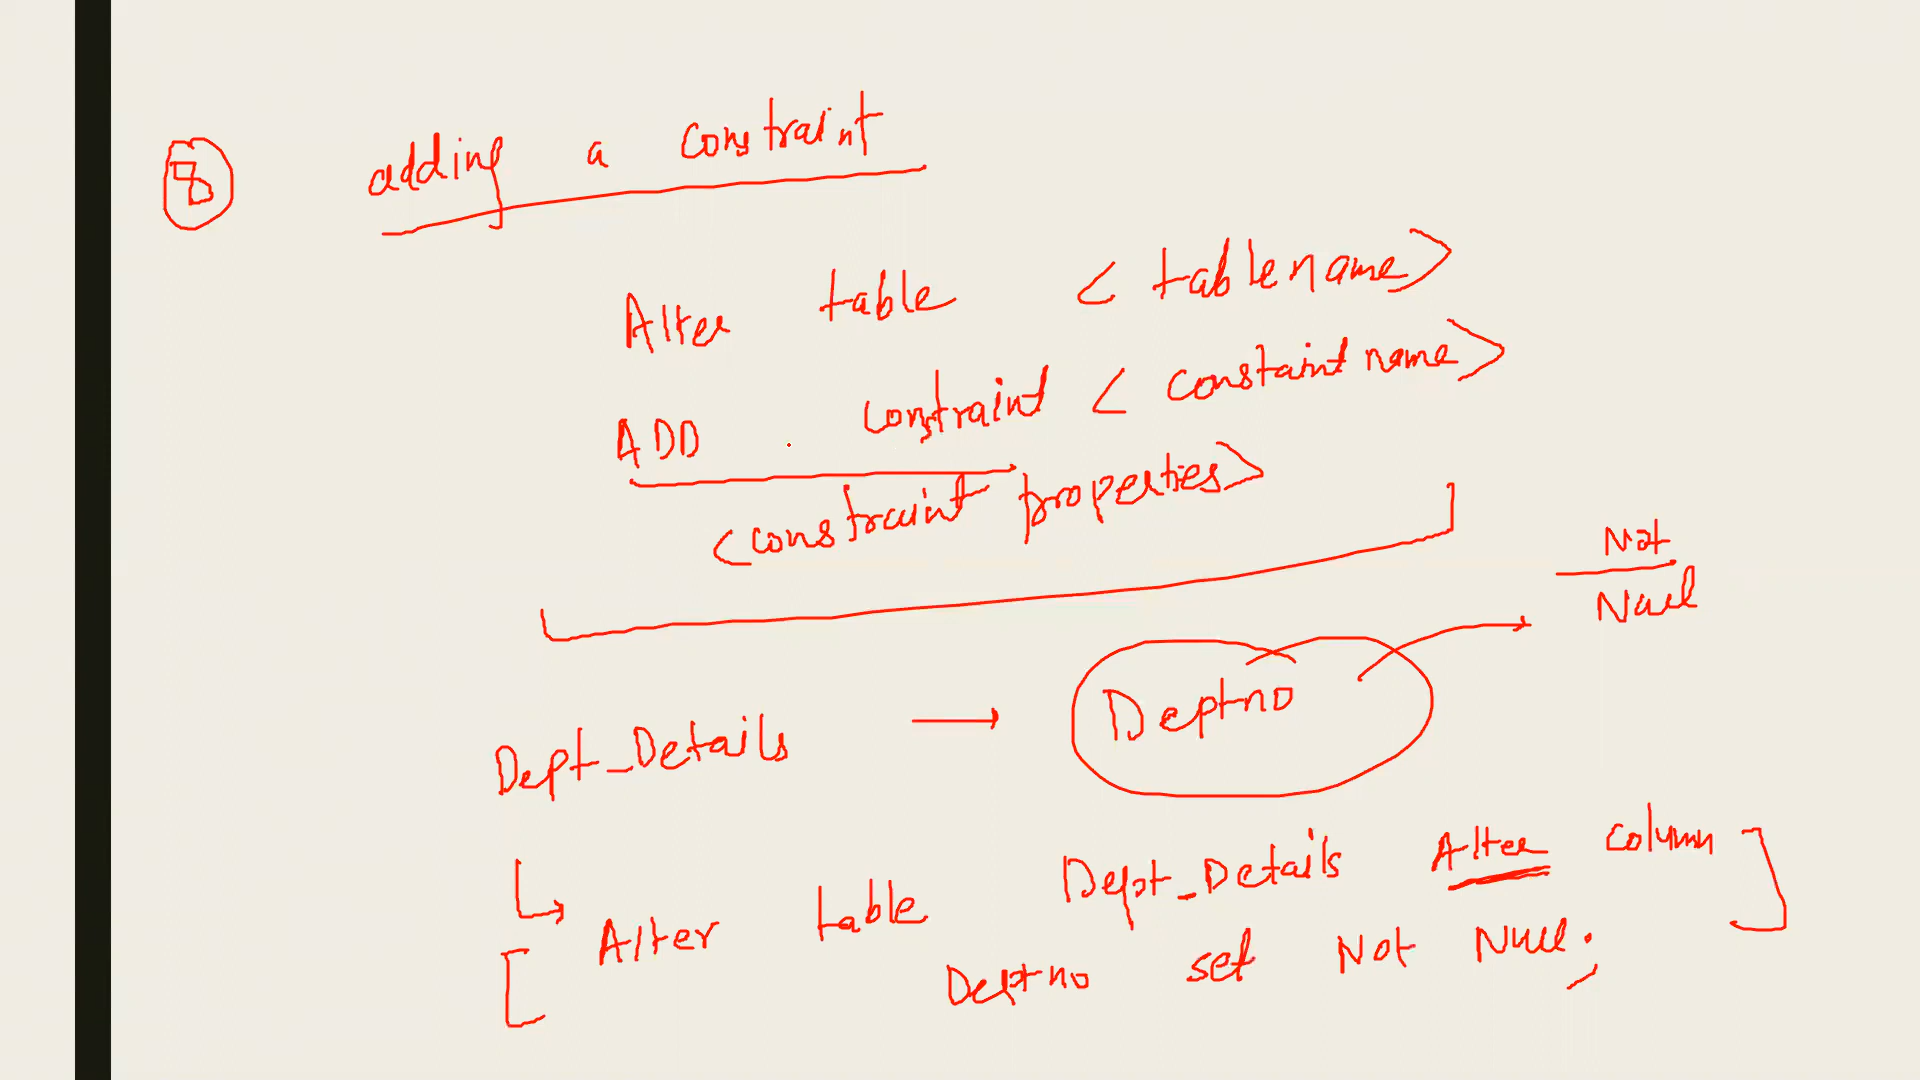 8 adding a constraint
Alter table < tablename>
ADD constraint < constaint name>
<constraint properties>
Not
Null
Dept_Details → Deptno
Alter table Dept_Details Alter column
Deptno set Not Null;